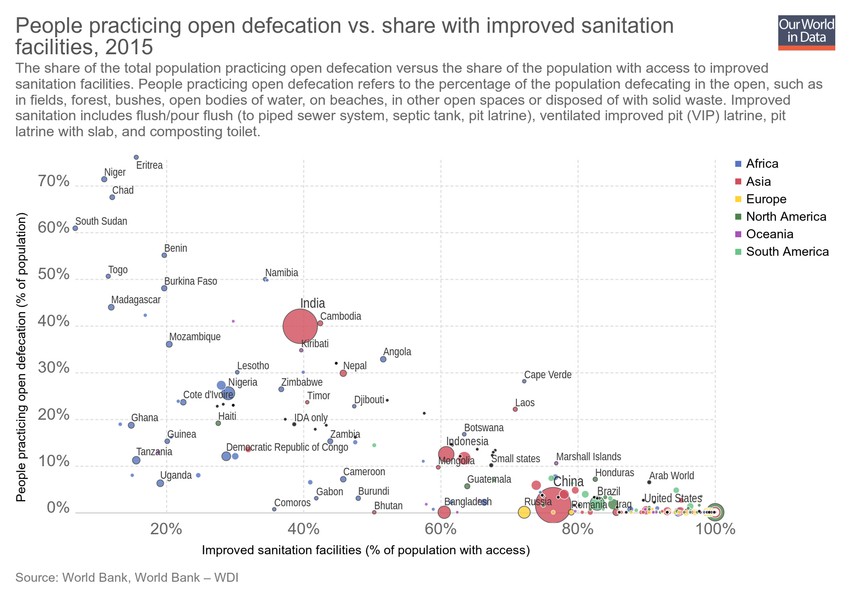 People practicing open defecation vs. share with improved sanitation
facilities, 2015
Our World
in Data
The share of the total population practicing open defecation versus the share of the population with access to improved
sanitation facilities. People practicing open defecation refers to the percentage of the population defecating in the open, such as
in fields, forest, bushes, open bodies of water, on beaches, in other open spaces or disposed of with solid waste. Improved
sanitation includes flush/pour flush (to piped sewer system, septic tank, pit latrine), ventilated improved pit (VIP) latrine, pit
latrine with slab, and composting toilet.
Africa
Asia
Europe
North America
Oceania
South America
People practicing open defecation (% of population)
70%
60%
50%
40%
30%
20%
10%
0%
Eritrea
Niger
Chad
South Sudan
Benin
Togo
Namibia
Burkina Faso
Madagascar
India
Cambodia
Mozambique
Kiribati
Angola
Lesotho
Nepal
Nigeria
Zimbabwe
Cape Verde
Cote d'Ivoire
Timor
Djibouti
Laos
Ghana
Haiti
IDA only
Guinea
Zambia
Botswana
Tanzania
Democratic Republic of Congo
Indonesia
Mongolia
Small states
Marshall Islands
Uganda
Cameroon
Guatemala
China
Honduras
Arab World
Comoros
Gabon
Burundi
Bhutan
Bangladesh
Russia
Romania
Brazil
Iraq
United States
20%
40%
60%
80%
100%
Improved sanitation facilities (% of population with access)
Source: World Bank, World Bank – WDI